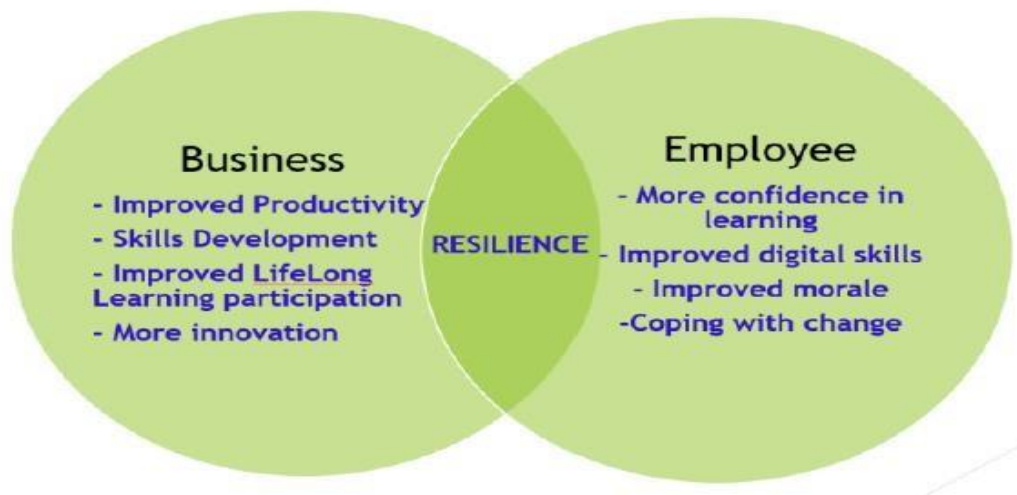 Business
- Improved Productivity
- Skills Development
- Improved LifeLong
Learning participation
- More innovation
RESILIENCE
Employee
- More confidence in
learning
- Improved digital skills
- Improved morale
-Coping with change